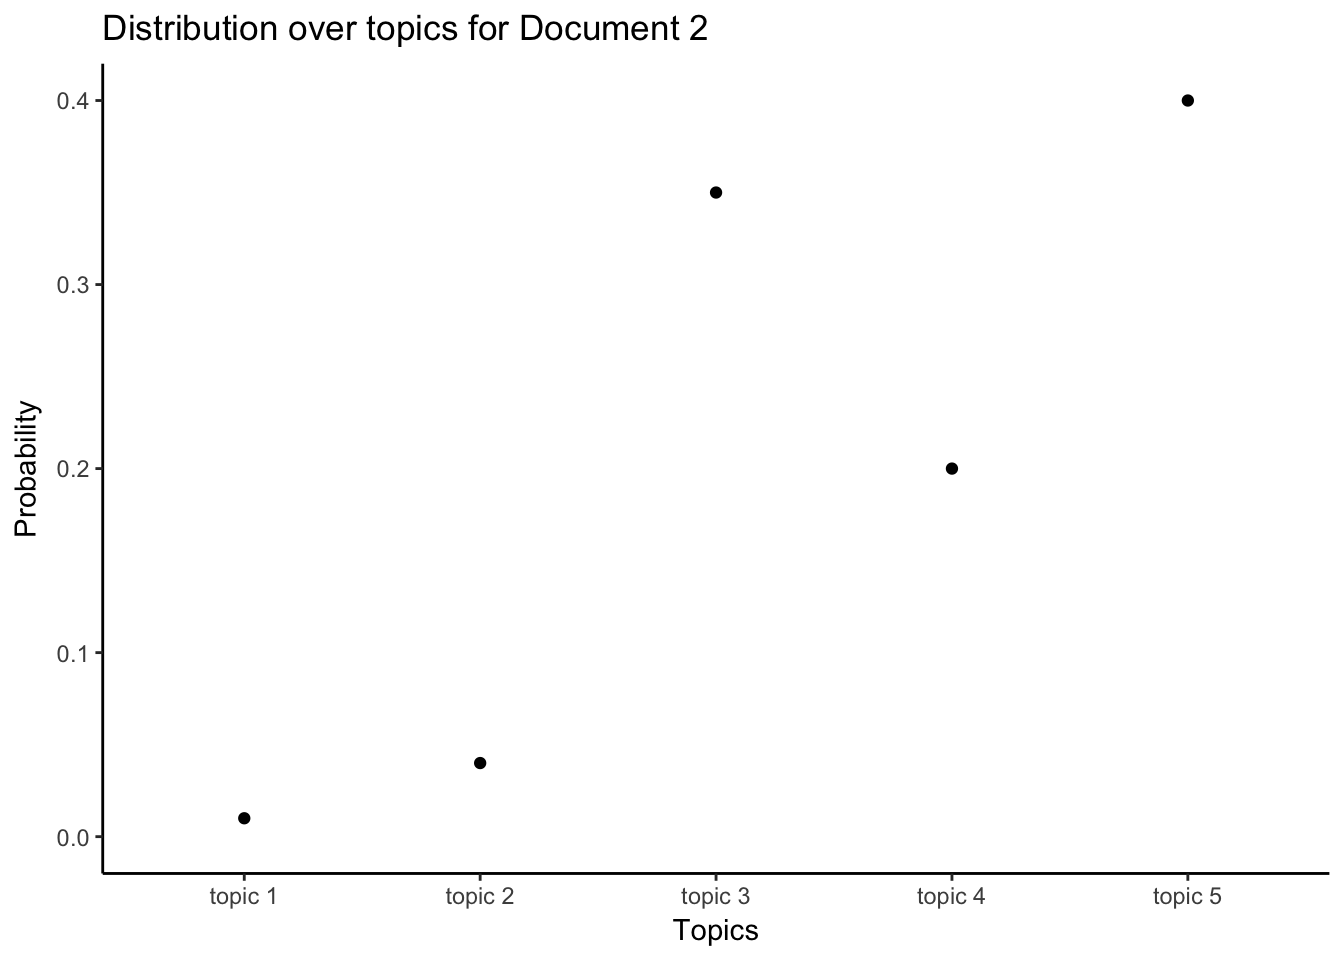 Distribution over topics for Document 2
0.4
0.3
0.2
0.1
0.0
Probability
topic 1 topic 2 topic 3 topic 4 topic 5
Topics